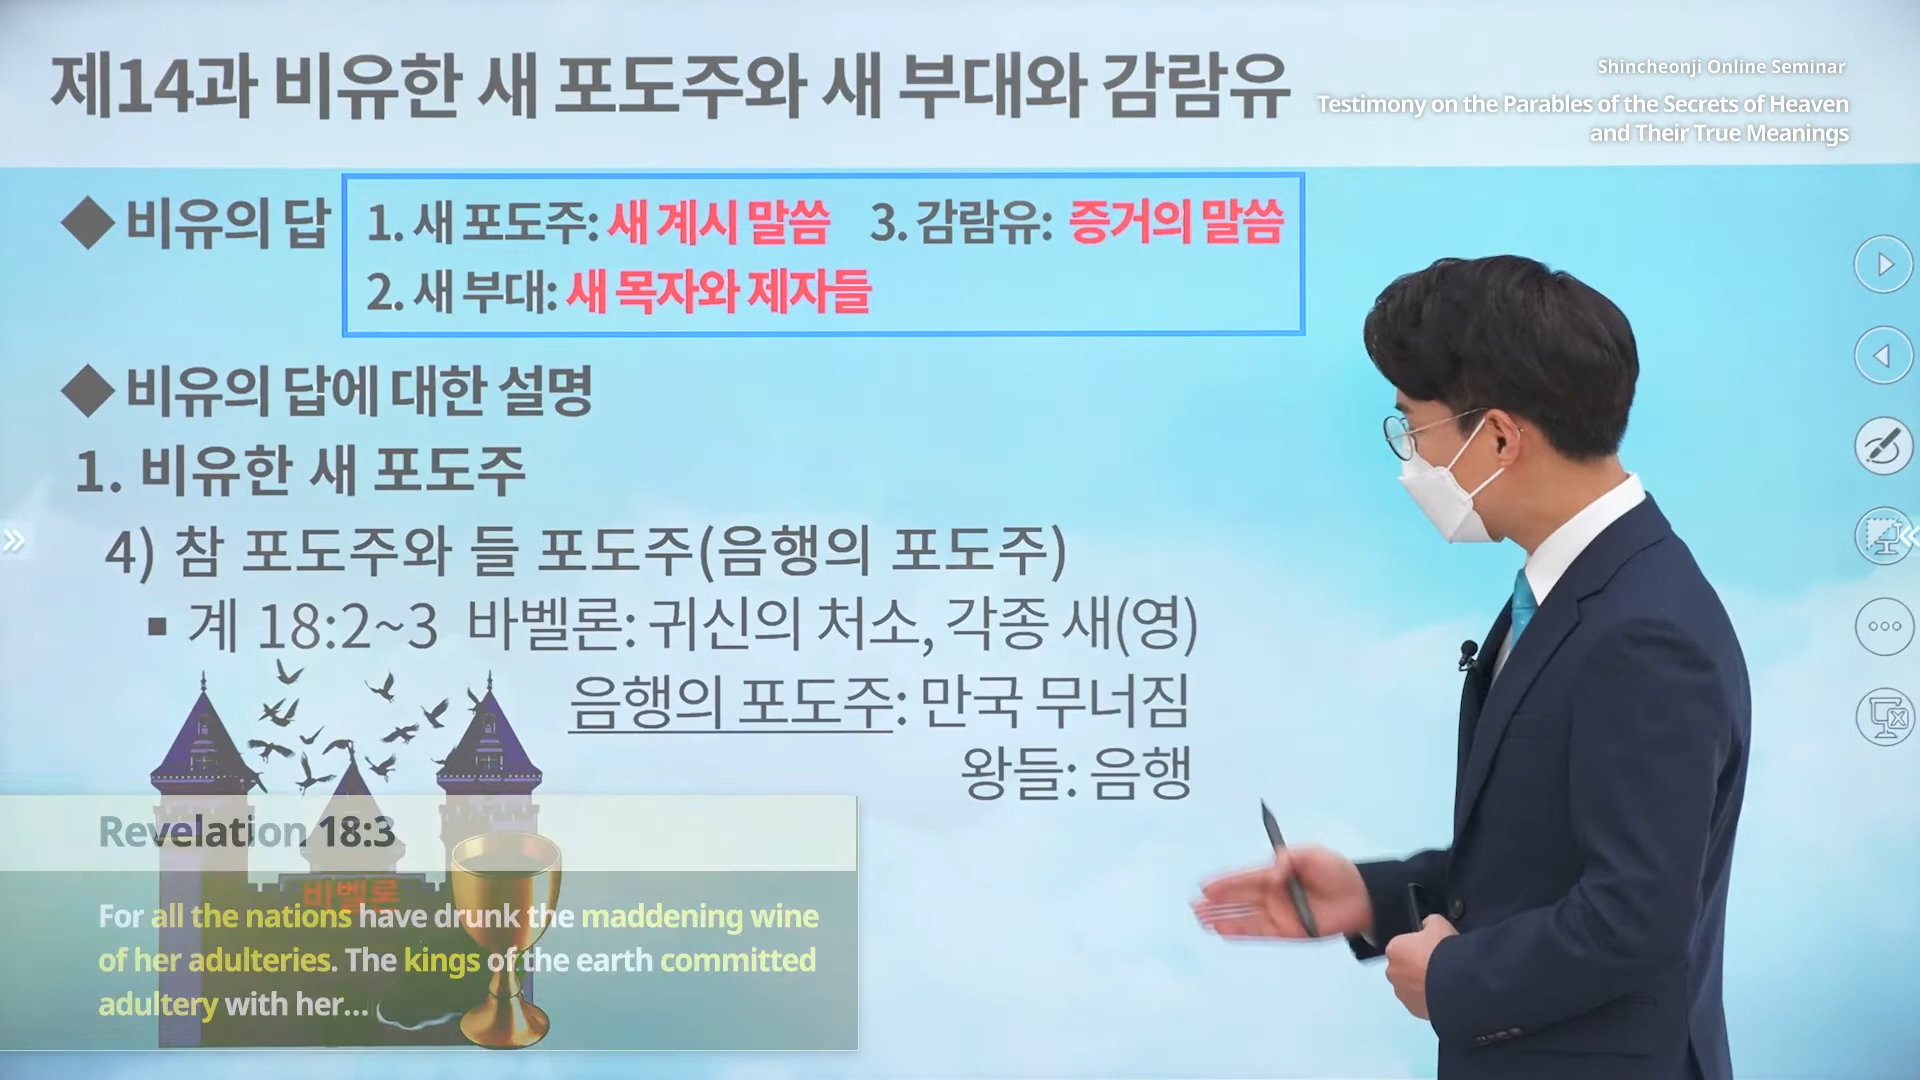 제14과 비유한 새 포도주와 새 부대와 감람유
Shincheonji Online Seminar
Testimony on the Parables of the Secrets of Heaven
and Their True Meanings
◆ 비유의 답
1. 새 포도주: 새 계시 말씀 3. 감람유: 증거의 말씀
2. 새 부대: 새 목자와 제자들
◆ 비유의 답에 대한 설명
1. 비유한 새 포도주
4) 참 포도주와 들 포도주(음행의 포도주)
▪ 계 18:2~3 바벨론: 귀신의 처소, 각종 새(영)
음행의 포도주: 만국 무너짐
왕들: 음행
바벨론
Revelation 18:3
For all the nations have drunk the maddening wine
of her adulteries. The kings of the earth committed
adultery with her...